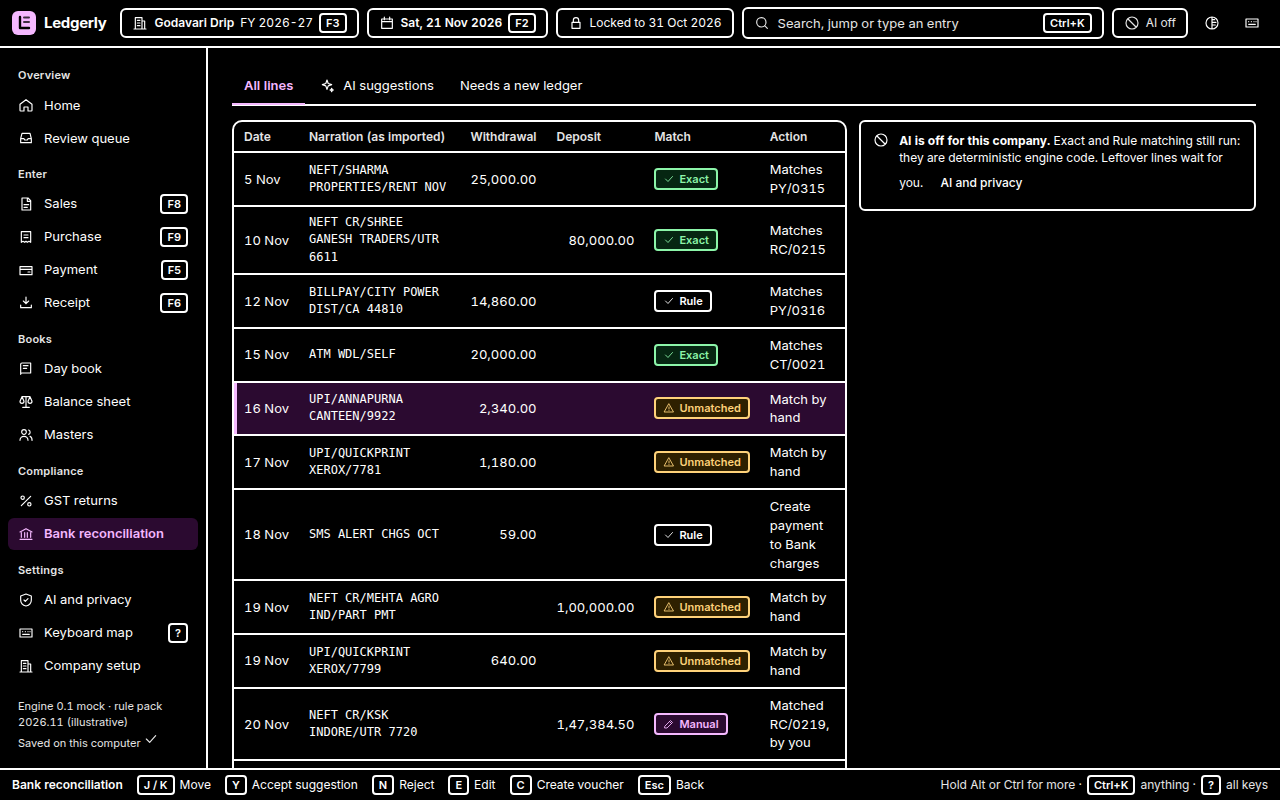 Ledgerly
Godavari Drip FY 2026-27 F3
Sat, 21 Nov 2026 F2
Locked to 31 Oct 2026
Search, jump or type an entry Ctrl+K
AI off
Overview
Home
Review queue
Enter
Sales F8
Purchase F9
Payment F5
Receipt F6
Books
Day book
Balance sheet
Masters
Compliance
GST returns
Bank reconciliation
Settings
AI and privacy
Keyboard map ?
Company setup
Engine 0.1 mock · rule pack
2026.11 (illustrative)
Saved on this computer
All lines AI suggestions Needs a new ledger
Date Narration (as imported) Withdrawal Deposit Match Action
5 Nov NEFT/SHARMA PROPERTIES/RENT NOV 25,000.00 Exact Matches PY/0315
10 Nov NEFT CR/SHREE GANESH TRADERS/UTR 6611 80,000.00 Exact Matches RC/0215
12 Nov BILLPAY/CITY POWER DIST/CA 44810 14,860.00 Rule Matches PY/0316
15 Nov ATM WDL/SELF 20,000.00 Exact Matches CT/0021
16 Nov UPI/ANNAPURNA CANTEEN/9922 2,340.00 Unmatched Match by hand
17 Nov UPI/QUICKPRINT XEROX/7781 1,180.00 Unmatched Match by hand
18 Nov SMS ALERT CHGS OCT 59.00 Rule Create payment to Bank charges
19 Nov NEFT CR/MEHTA AGRO IND/PART PMT 1,00,000.00 Unmatched Match by hand
19 Nov UPI/QUICKPRINT XEROX/7799 640.00 Unmatched Match by hand
20 Nov NEFT CR/KSK INDORE/UTR 7720 1,47,384.50 Manual Matched RC/0219, by you
AI is off for this company. Exact and Rule matching still run:
they are deterministic engine code. Leftover lines wait for
you. AI and privacy
Bank reconciliation J / K Move Y Accept suggestion N Reject E Edit C Create voucher Esc Back
Hold Alt or Ctrl for more · Ctrl+K anything · ? all keys